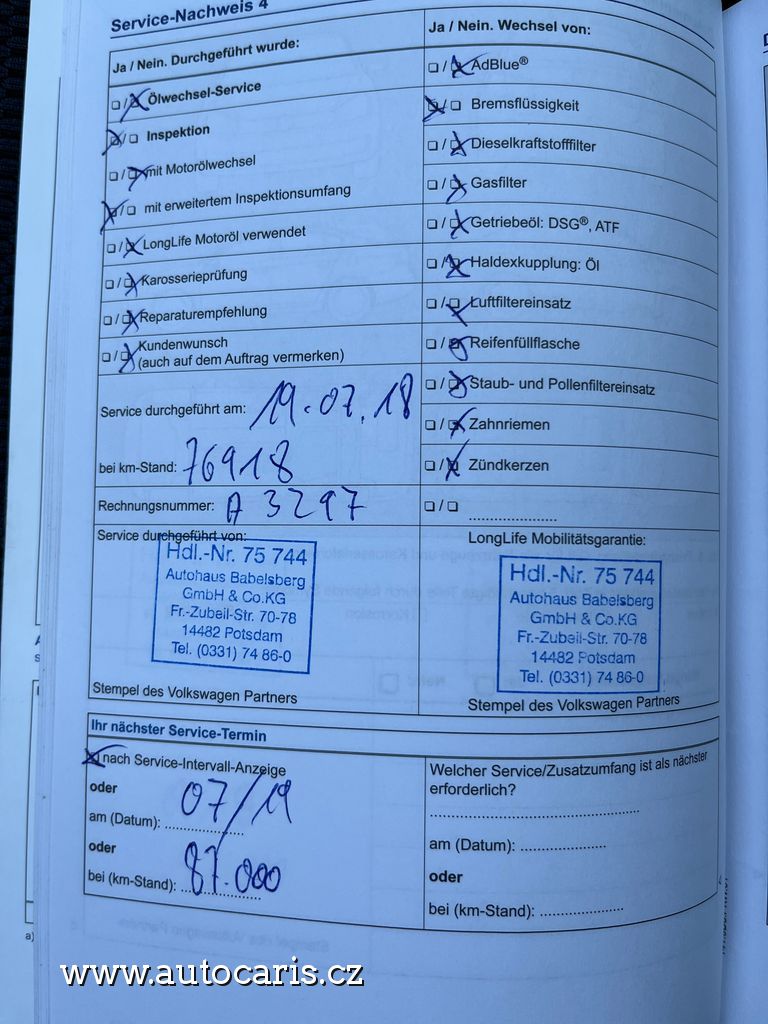 Service-Nachweis 4
Ja / Nein. Durchgeführt wurde:
☐ / ☒ Ölwechsel-Service
☒ / ☐ Inspektion
☐ / ☒ mit Motorölwechsel
☒ / ☐ mit erweitertem Inspektionsumfang
☐ / ☒ LongLife Motoröl verwendet
☐ / ☒ Karosserieprüfung
☐ / ☒ Reparaturempfehlung
☐ / ☒ Kundenwunsch
(auch auf dem Auftrag vermerken)
Service durchgeführt am: 19.07.18
bei km-Stand: 76918
Rechnungsnummer: A 3297
Service durchgeführt von:
Hdl.-Nr. 75 744
Autohaus Babelsberg
GmbH & Co.KG
Fr.-Zubeil-Str. 70-78
14482 Potsdam
Tel. (0331) 74 86-0
Stempel des Volkswagen Partners
Ja / Nein. Wechsel von:
☐ / ☒ AdBlue®
☒ / ☐ Bremsflüssigkeit
☐ / ☒ Dieselkraftstofffilter
☐ / ☒ Gasfilter
☐ / ☒ Getriebeöl: DSG®, ATF
☐ / ☒ Haldexkupplung: Öl
☐ / ☒ Luftfiltereinsatz
☐ / ☒ Reifenfüllflasche
☐ / ☒ Staub- und Pollenfiltereinsatz
☐ / ☒ Zahnriemen
☐ / ☒ Zündkerzen
☐ / ☐ ....................
LongLife Mobilitätsgarantie:
Hdl.-Nr. 75 744
Autohaus Babelsberg
GmbH & Co.KG
Fr.-Zubeil-Str. 70-78
14482 Potsdam
Tel. (0331) 74 86-0
Stempel des Volkswagen Partners
Ihr nächster Service-Termin
☒ nach Service-Intervall-Anzeige
oder
am (Datum): 07/19
oder
bei (km-Stand): 87.000
Welcher Service/Zusatzumfang ist als nächster
erforderlich?
am (Datum): ....................
oder
bei (km-Stand): ....................
a)
www.autocaris.cz